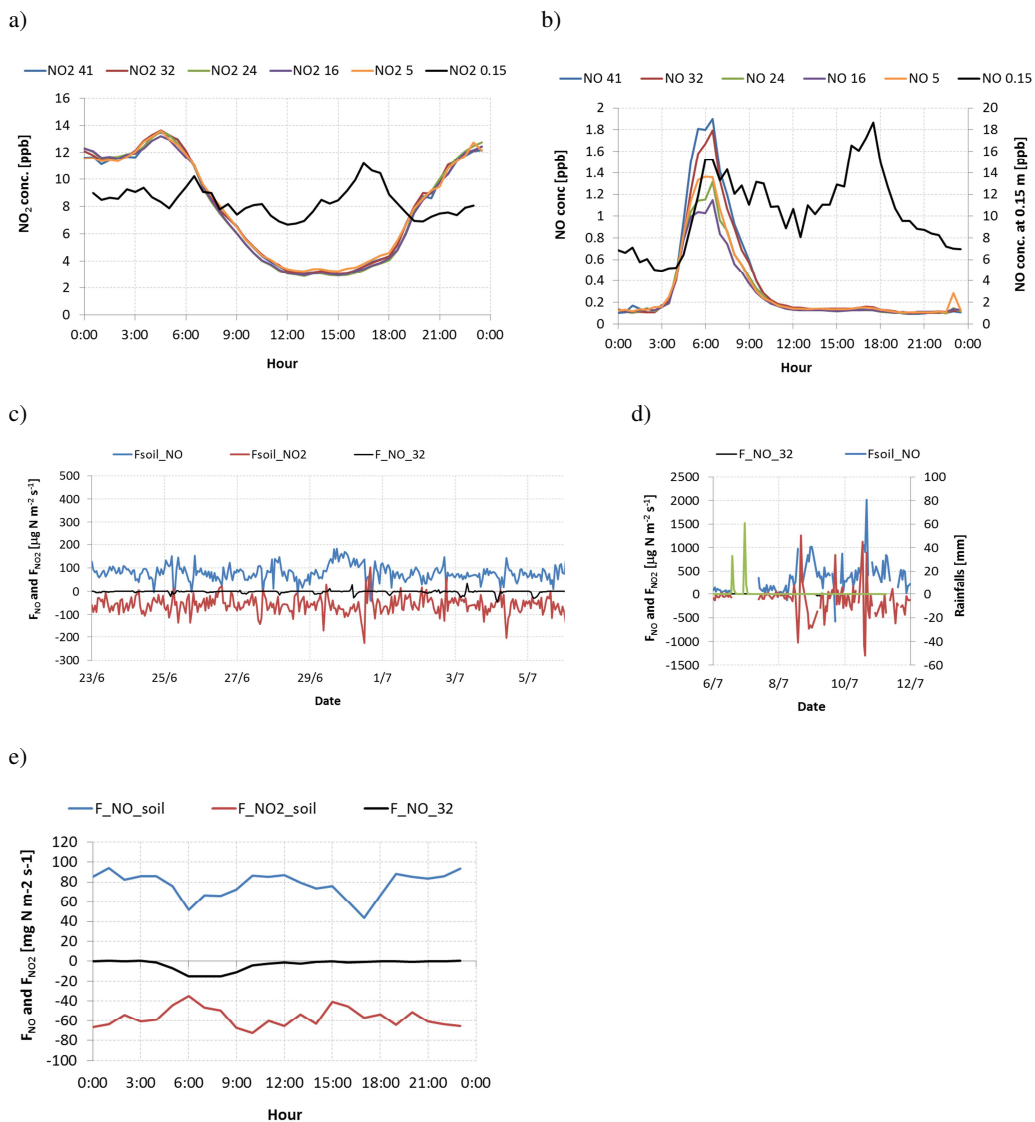 a)
b)
NO2 41 NO2 32 NO2 24 NO2 16 NO2 5 NO2 0.15
NO₂ conc. [ppb]
16
14
12
10
8
6
4
2
0
0:00 3:00 6:00 9:00 12:00 15:00 18:00 21:00 0:00
Hour
NO 41 NO 32 NO 24 NO 16 NO 5 NO 0.15
NO conc [ppb]
2
1.8
1.6
1.4
1.2
1
0.8
0.6
0.4
0.2
0
20
18
16
14
12
10
8
6
4
2
0
NO conc. at 0.15 m [ppb]
0:00 3:00 6:00 9:00 12:00 15:00 18:00 21:00 0:00
Hour
c)
d)
Fsoil_NO Fsoil_NO2 F_NO_32
F_NO and F_NO2 [µg N m⁻² s⁻¹]
500
400
300
200
100
0
-100
-200
-300
23/6 25/6 27/6 29/6 1/7 3/7 5/7
Date
F_NO_32 Fsoil_NO
F_NO and F_NO2 [µg N m⁻² s⁻¹]
2500
2000
1500
1000
500
0
-500
-1000
-1500
100
80
60
40
20
0
-20
-40
-60
Rainfalls [mm]
6/7 8/7 10/7 12/7
Date
e)
F_NO_soil F_NO2_soil F_NO_32
F_NO and F_NO2 [mg N m-2 s-1]
120
100
80
60
40
20
0
-20
-40
-60
-80
-100
0:00 3:00 6:00 9:00 12:00 15:00 18:00 21:00 0:00
Hour